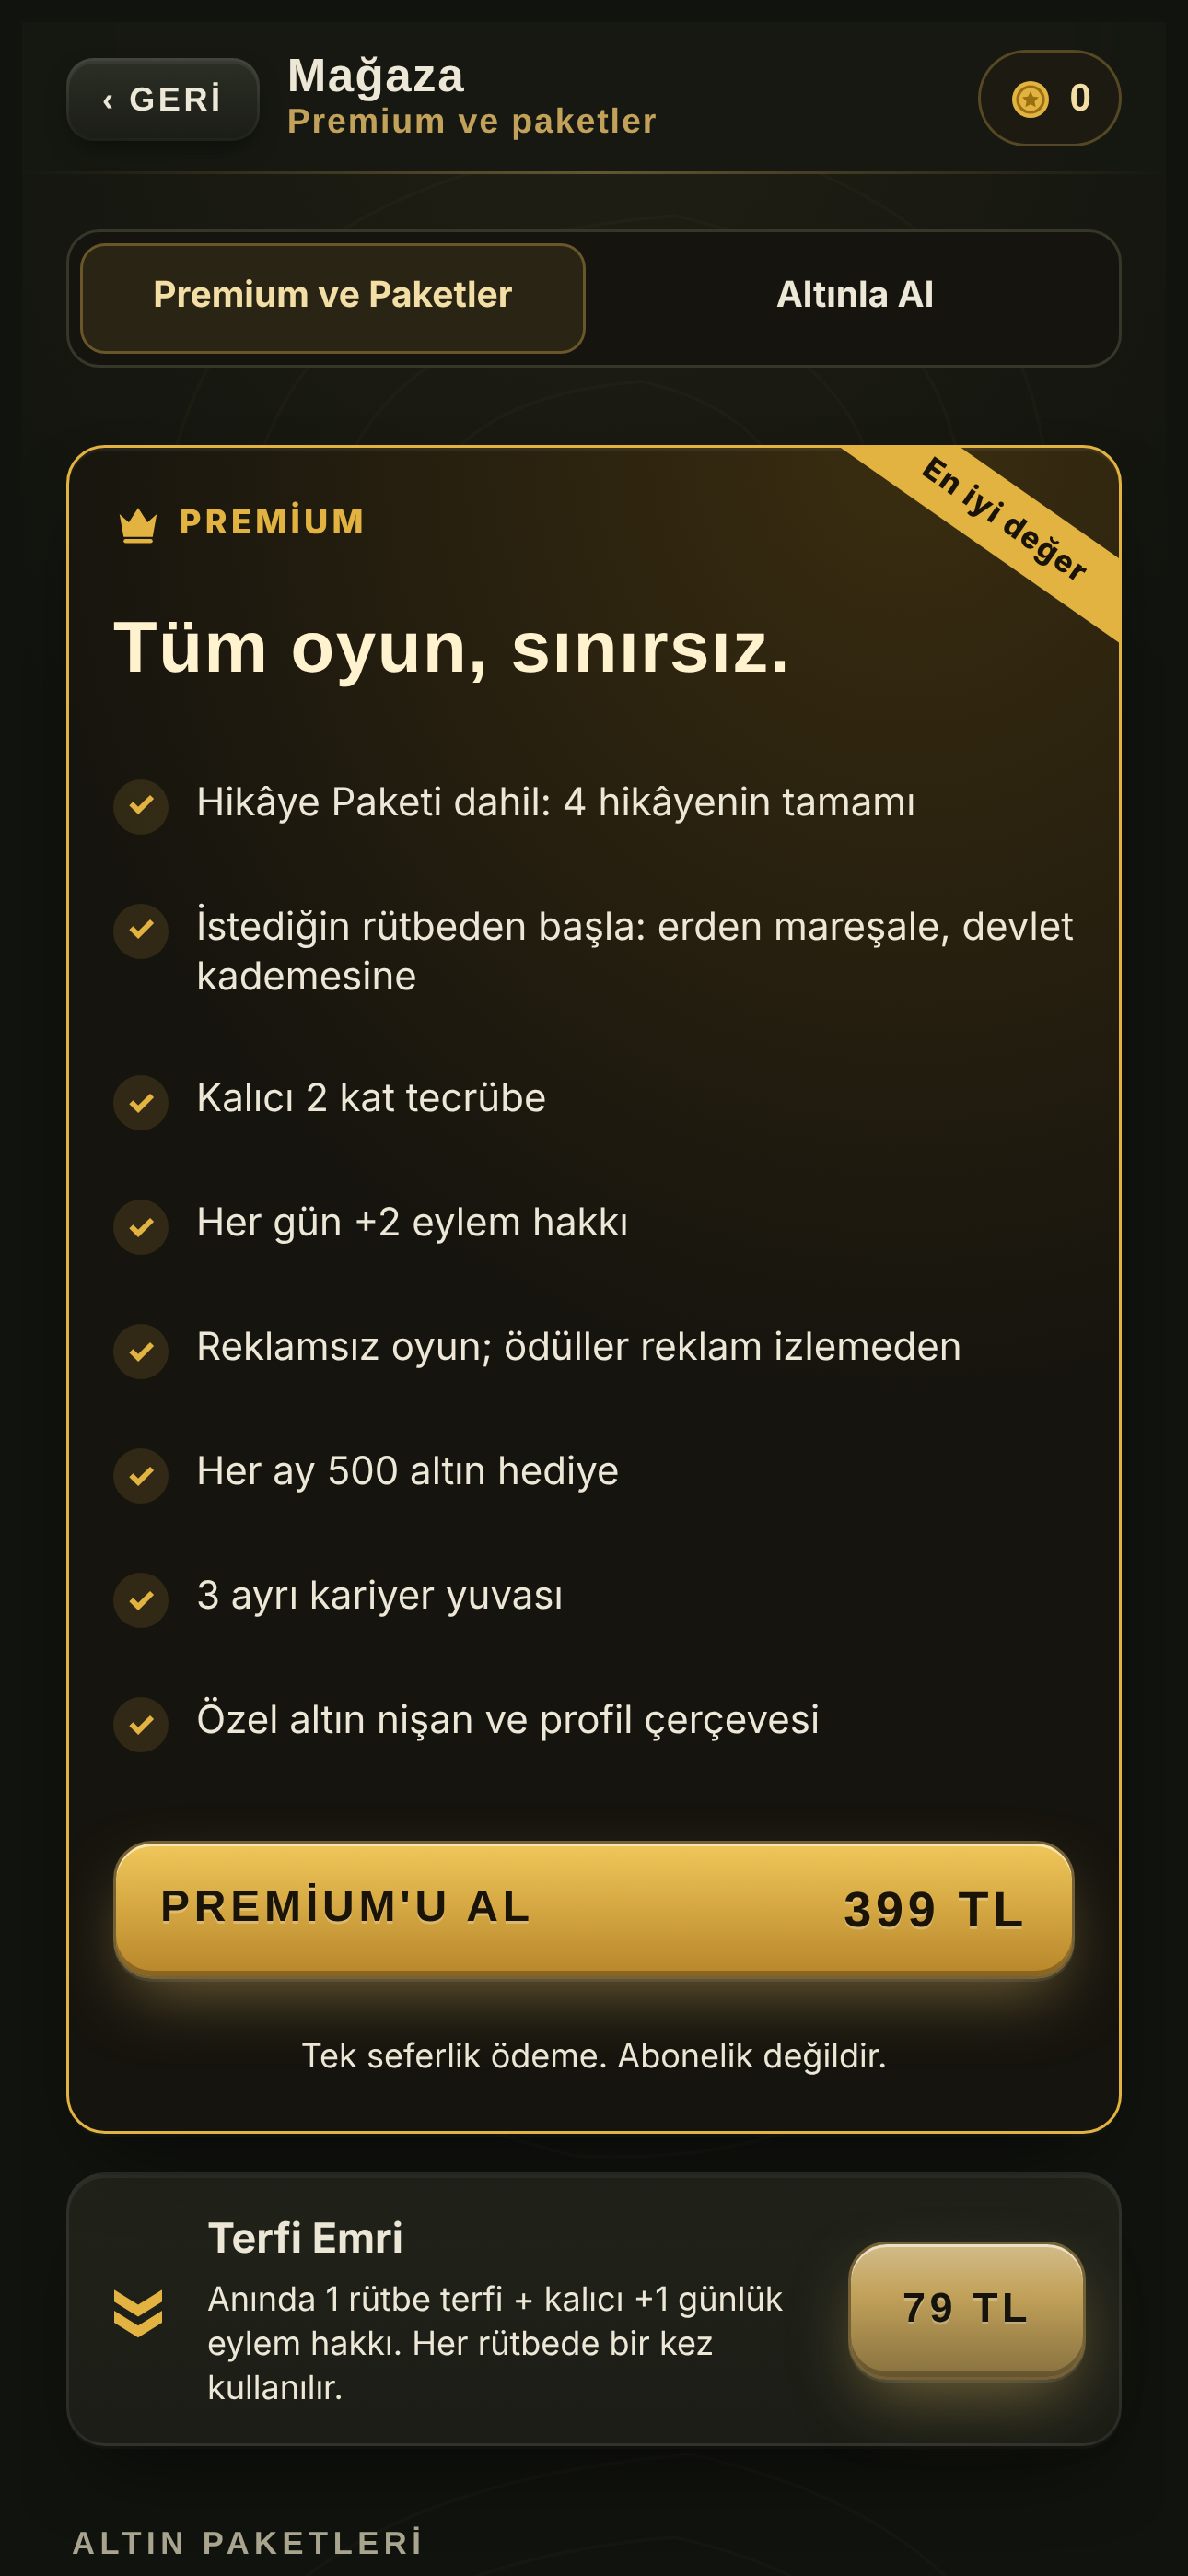 ‹ GERİ
Mağaza
Premium ve paketler
0
Premium ve Paketler
Altınla Al
En iyi değer
PREMİUM
Tüm oyun, sınırsız.
Hikâye Paketi dahil: 4 hikâyenin tamamı
İstediğin rütbeden başla: erden mareşale, devlet
kademesine
Kalıcı 2 kat tecrübe
Her gün +2 eylem hakkı
Reklamsız oyun; ödüller reklam izlemeden
Her ay 500 altın hediye
3 ayrı kariyer yuvası
Özel altın nişan ve profil çerçevesi
PREMİUM'U AL
399 TL
Tek seferlik ödeme. Abonelik değildir.
Terfi Emri
Anında 1 rütbe terfi + kalıcı +1 günlük
eylem hakkı. Her rütbede bir kez
kullanılır.
79 TL
ALTIN PAKETLERİ